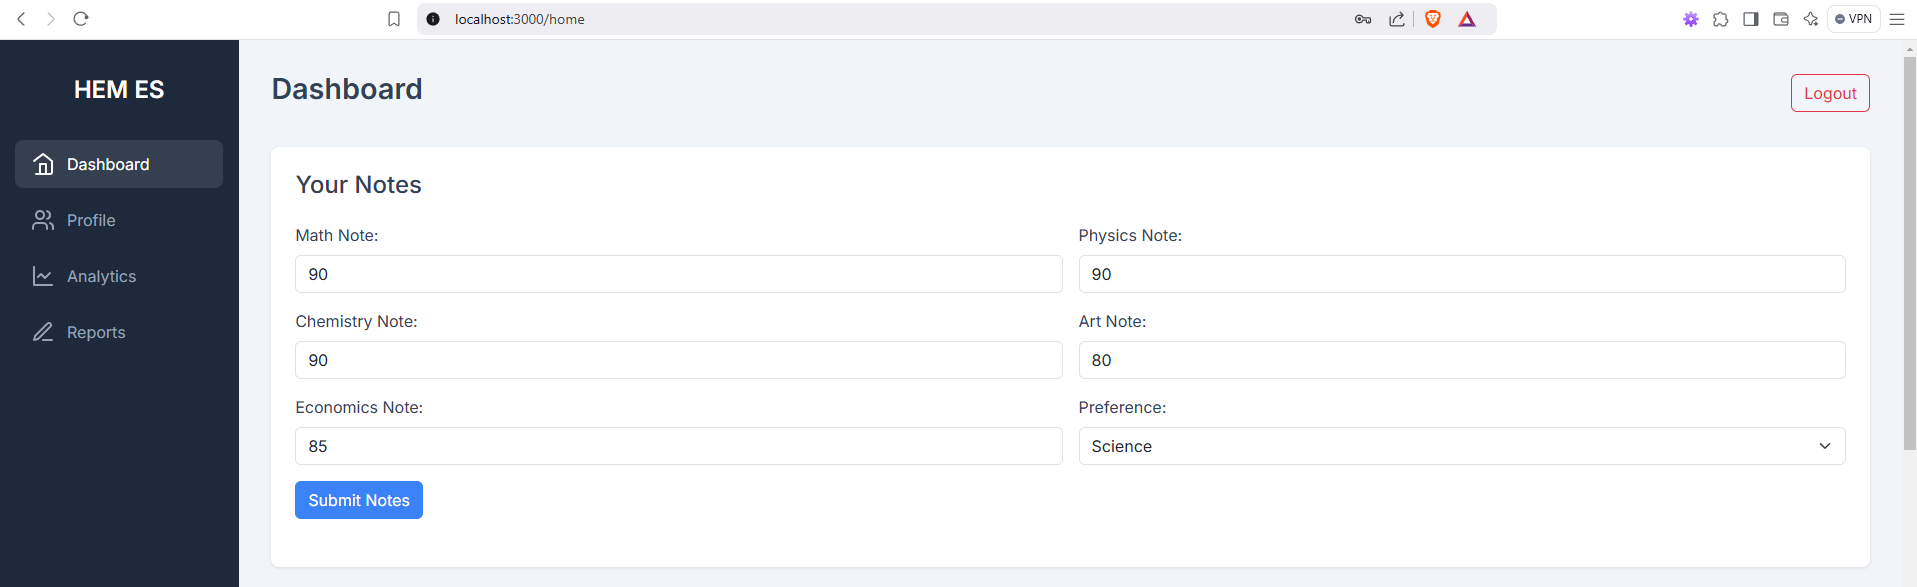 localhost:3000/home
VPN
HEM ES
Dashboard
Profile
Analytics
Reports
Dashboard
Logout
Your Notes
Math Note:
90
Physics Note:
90
Chemistry Note:
90
Art Note:
80
Economics Note:
85
Preference:
Science
Submit Notes